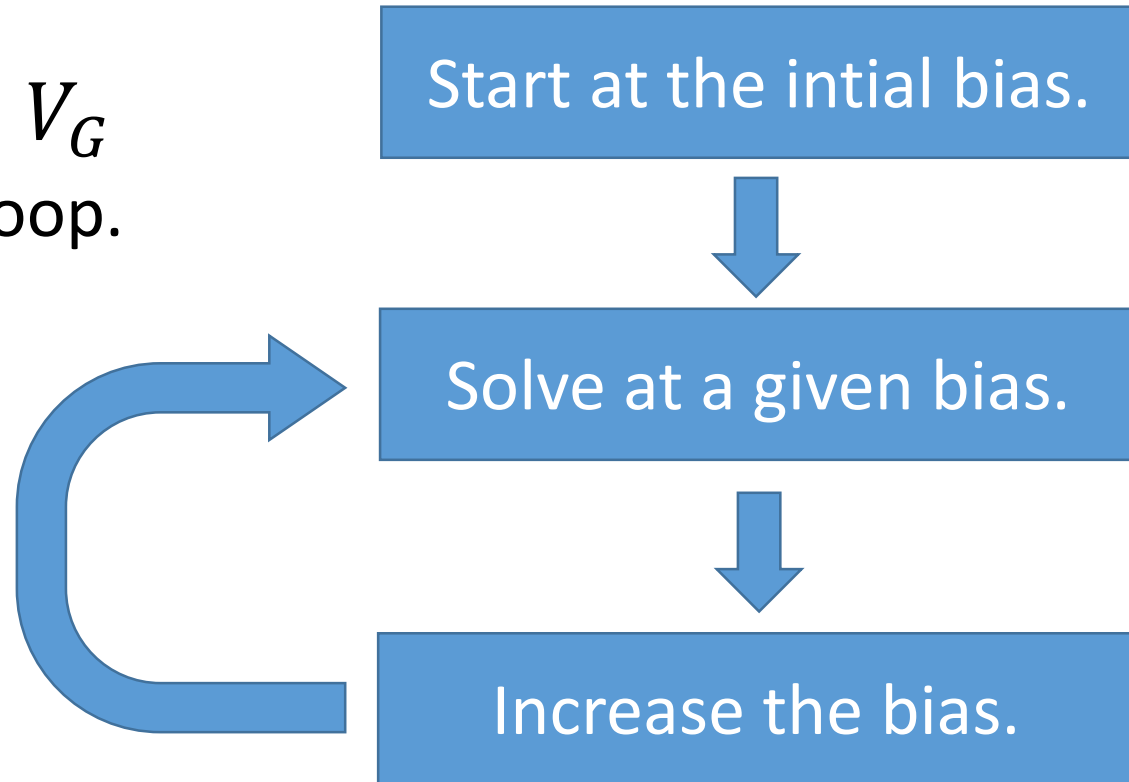 Start at the intial bias.
V_G
oop.
Solve at a given bias.
Increase the bias.